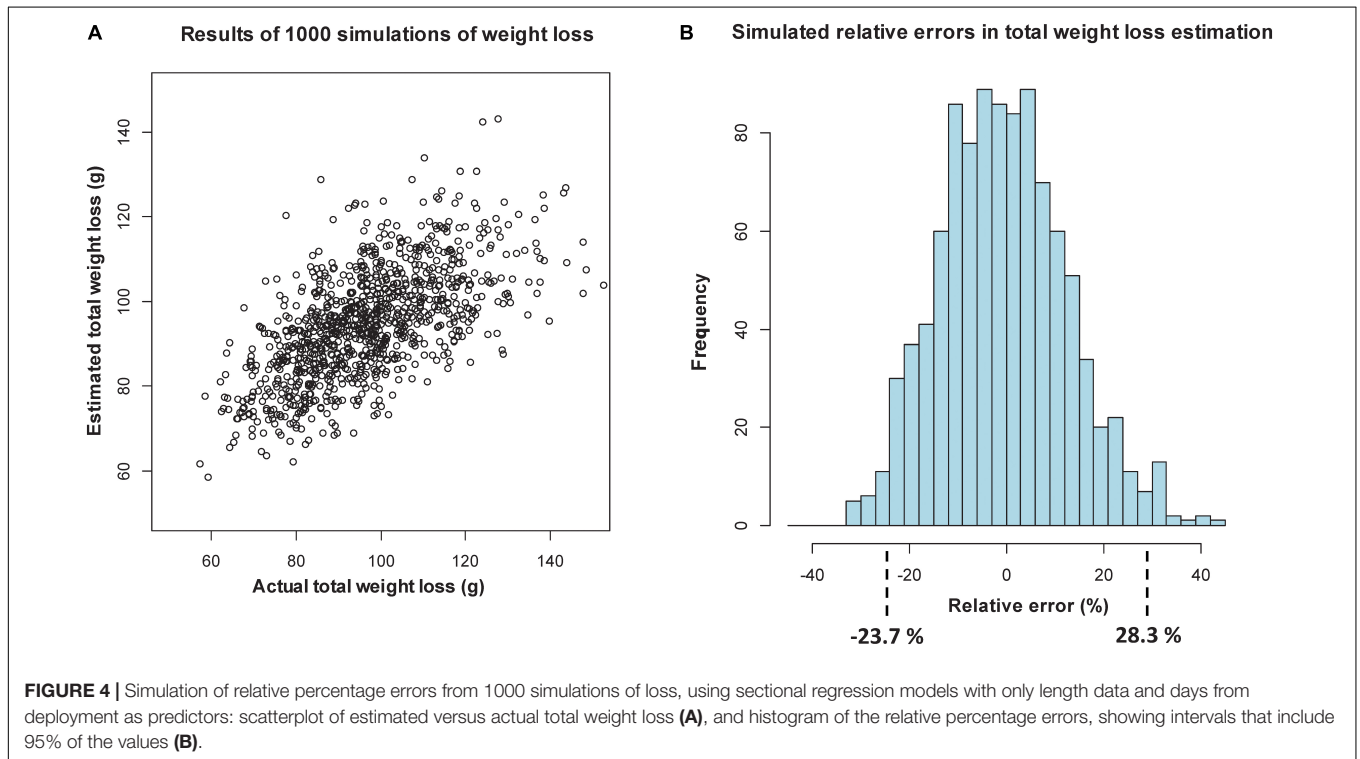 A
Results of 1000 simulations of weight loss
140
120
100
80
60
Estimated total weight loss (g)
60 80 100 120 140
Actual total weight loss (g)
B
Simulated relative errors in total weight loss estimation
80
60
40
20
0
Frequency
-40 -20 0 20 40
Relative error (%)
-23.7 %
28.3 %
FIGURE 4 | Simulation of relative percentage errors from 1000 simulations of loss, using sectional regression models with only length data and days from
deployment as predictors: scatterplot of estimated versus actual total weight loss (A), and histogram of the relative percentage errors, showing intervals that include
95% of the values (B).